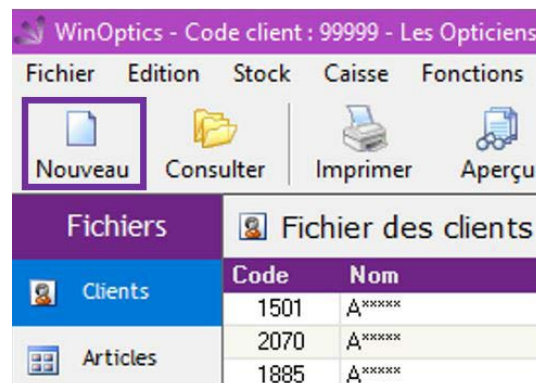 WinOptics - Code client : 99999 - Les Opticiens
Fichier Edition Stock Caisse Fonctions
Nouveau Consulter Imprimer Aperçu
Fichiers
Fichier des clients
Clients
Articles
Code Nom
1501 A*****
2070 A*****
1885 A*****